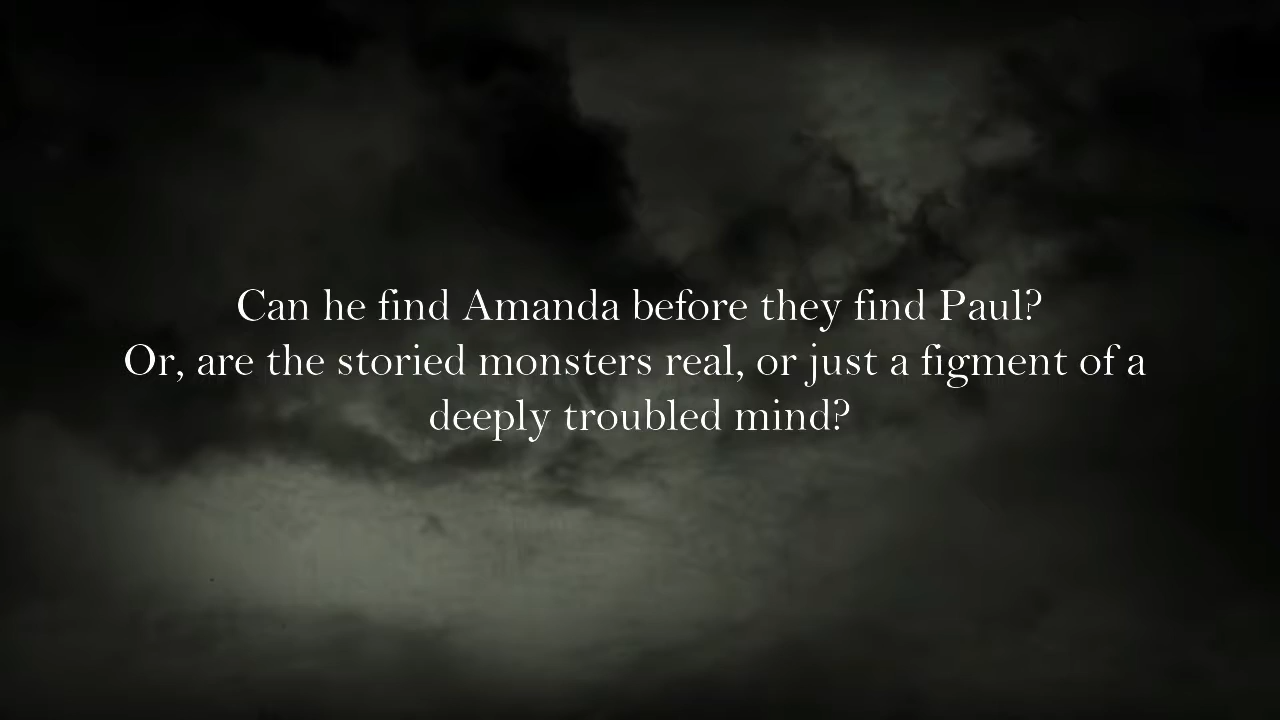 Can he find Amanda before they find Paul?
Or, are the storied monsters real, or just a figment of a
deeply troubled mind?